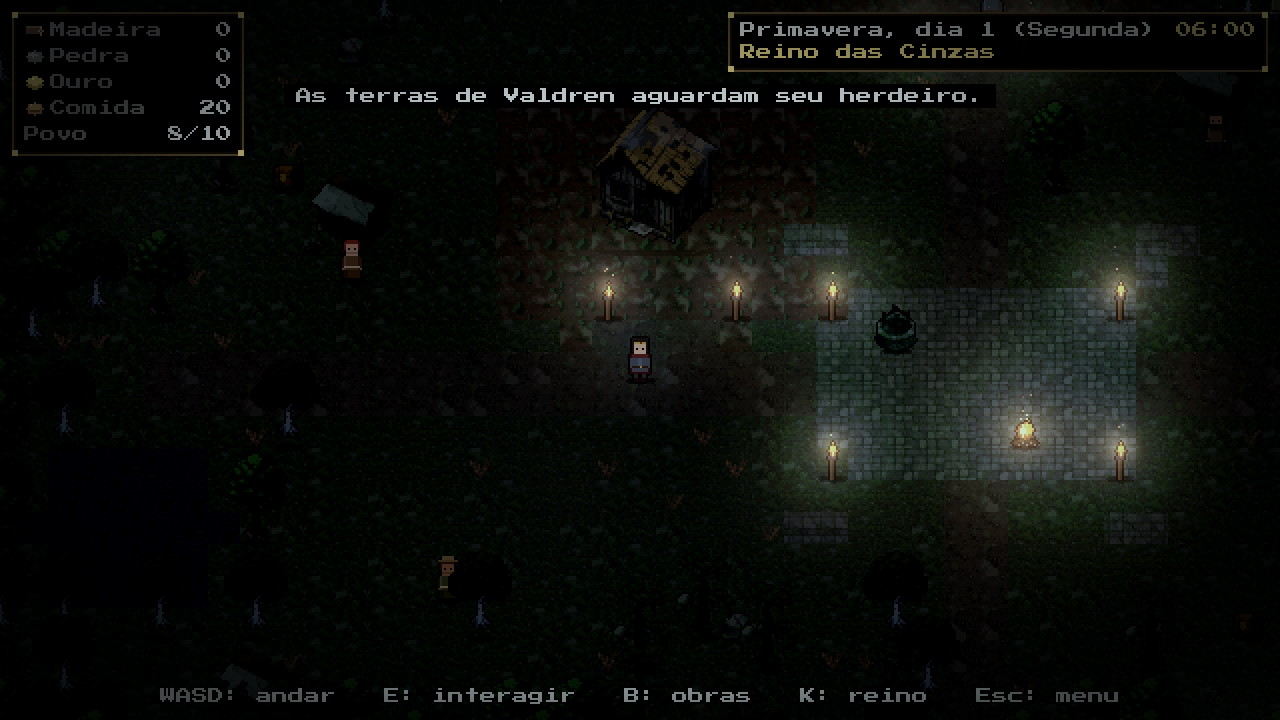 Madeira 0
Pedra 0
Ouro 0
Comida 20
Povo 8/10
Primavera, dia 1 (Segunda) 06:00
Reino das Cinzas
As terras de Valdren aguardam seu herdeiro.
WASD: andar E: interagir B: obras K: reino Esc: menu